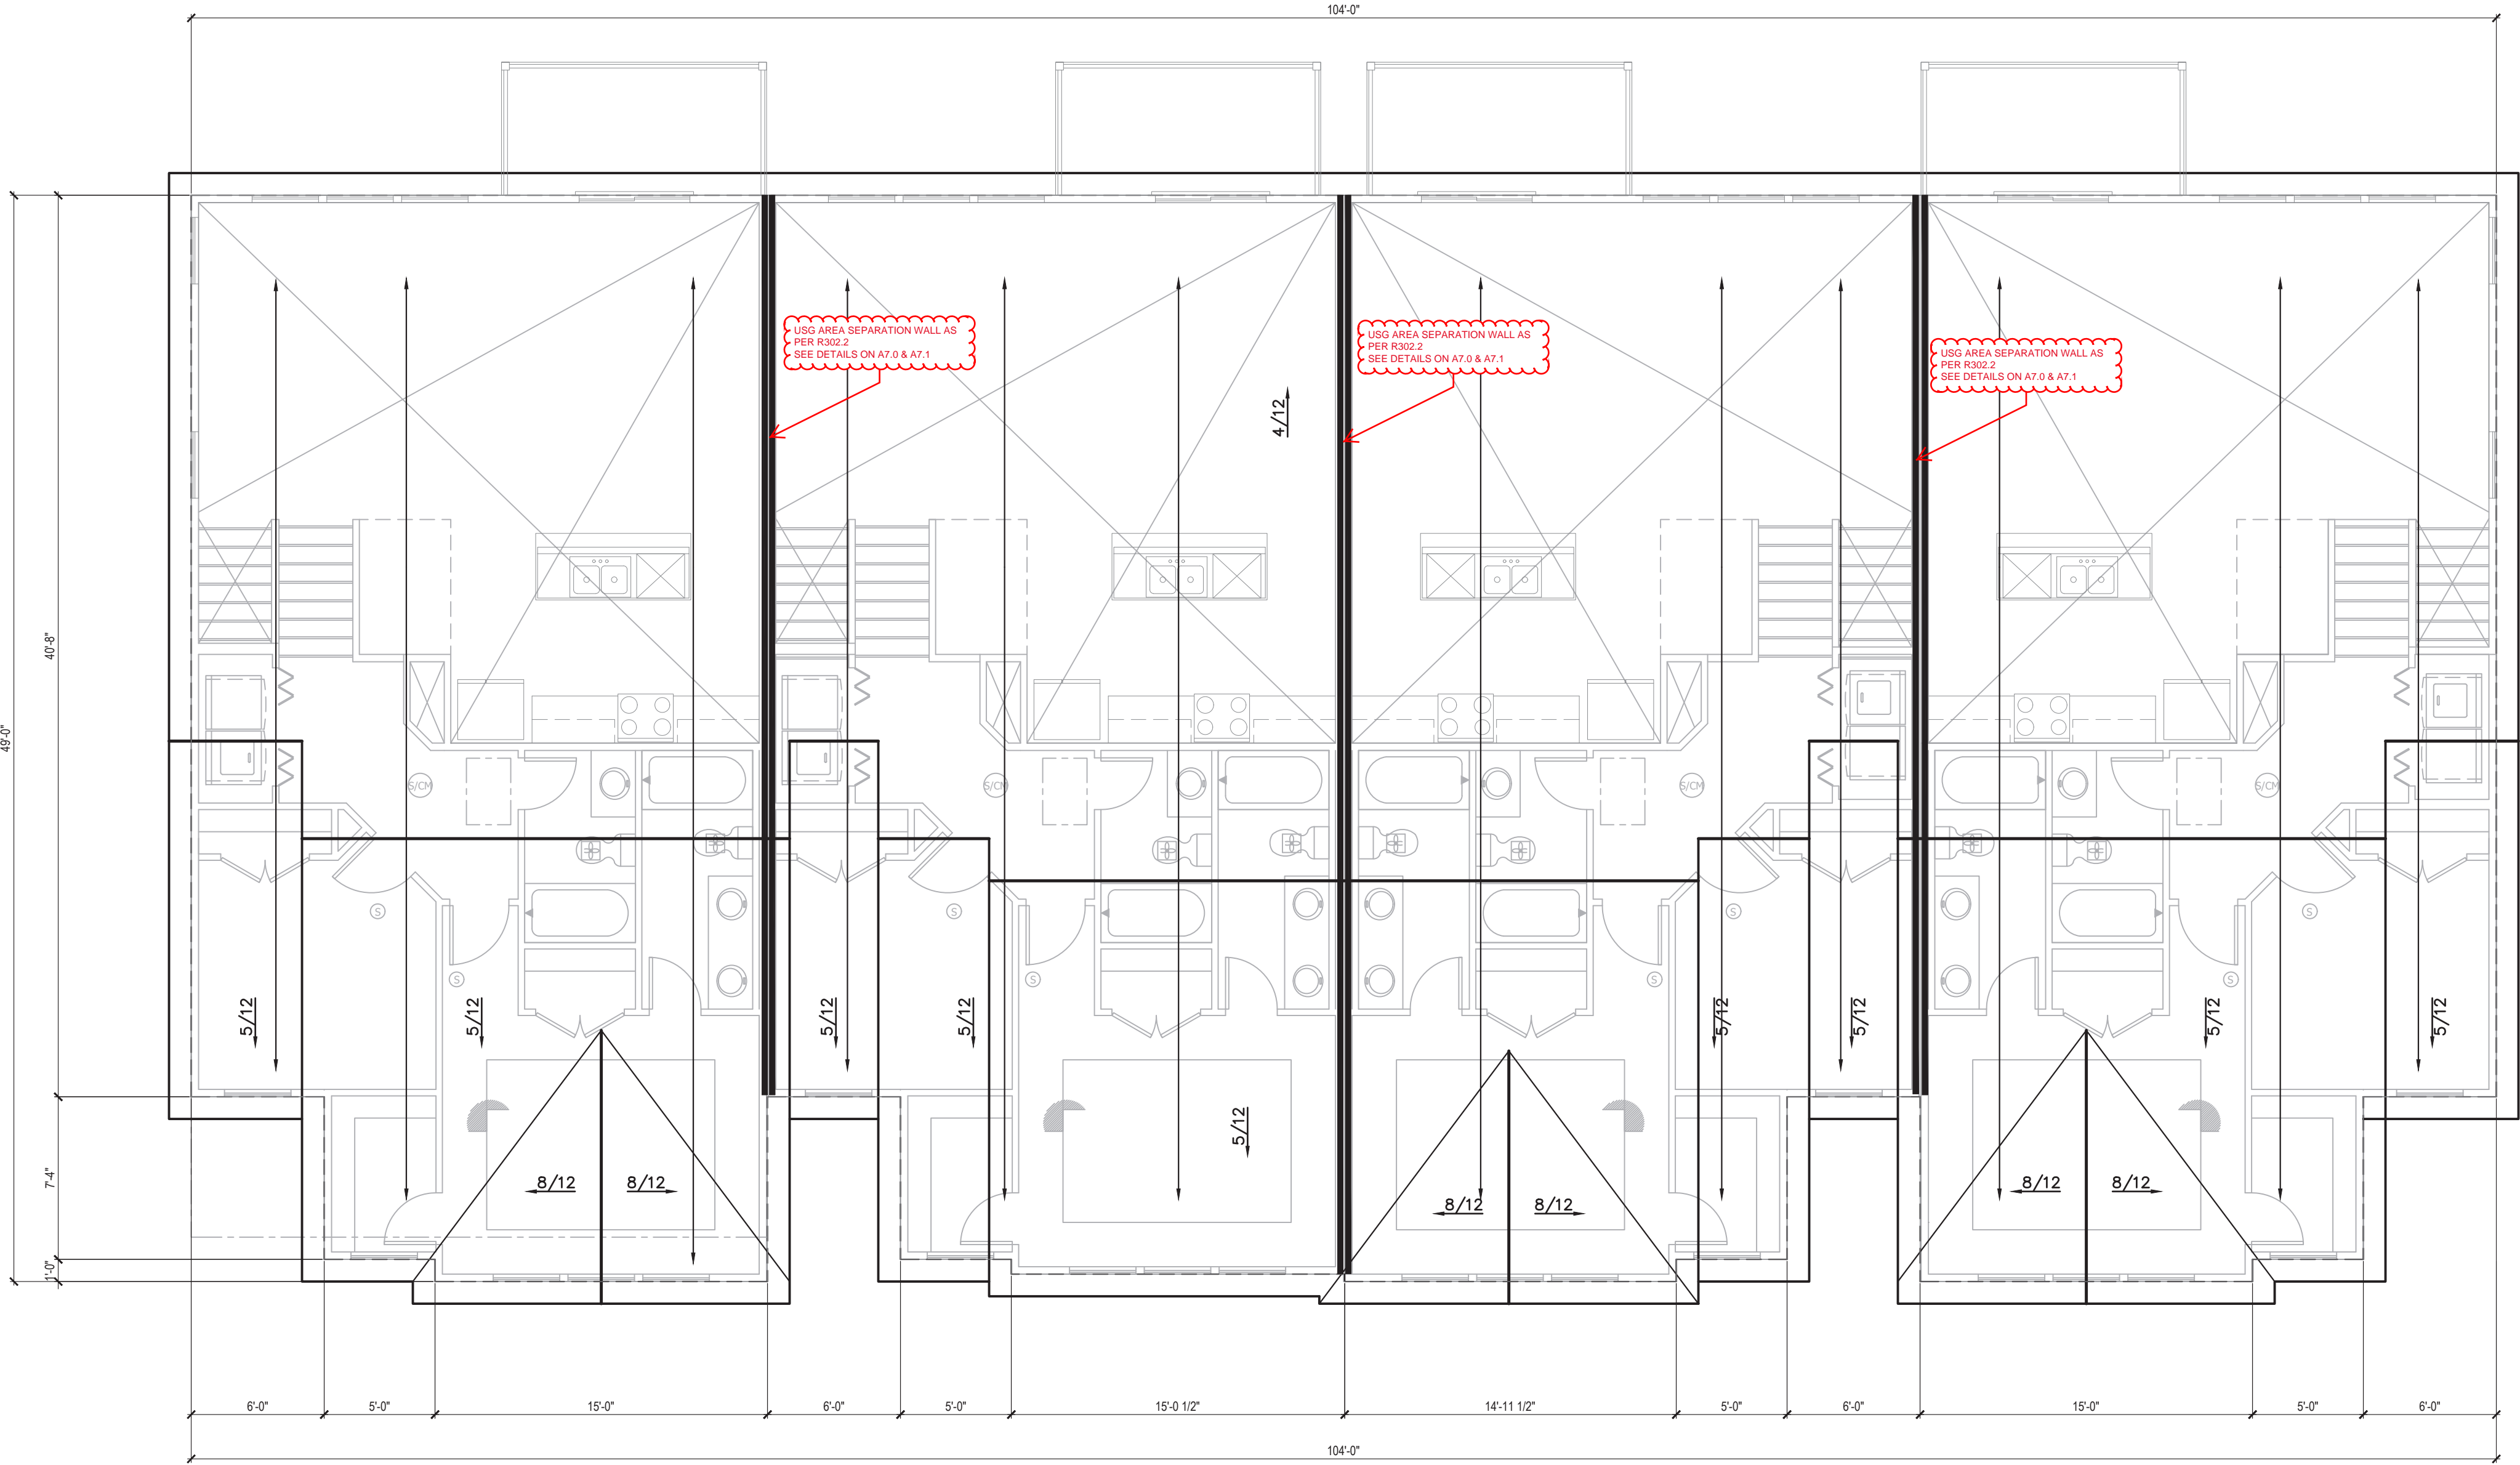 104'-0"
USG AREA SEPARATION WALL AS
PER R302.2
SEE DETAILS ON A7.0 & A7.1
USG AREA SEPARATION WALL AS
PER R302.2
SEE DETAILS ON A7.0 & A7.1
USG AREA SEPARATION WALL AS
PER R302.2
SEE DETAILS ON A7.0 & A7.1
4/12
40'-8"
49'-0"
S/CM
S/CM
S/CM
S/CM
S
S
S
S
S
S
S
S
5/12
5/12
5/12
5/12
5/12
5/12
5/12
5/12
5/12
7'-4"
8/12
8/12
8/12
8/12
8/12
8/12
1'-0"
6'-0"
5'-0"
15'-0"
6'-0"
5'-0"
15'-0 1/2"
14'-11 1/2"
5'-0"
6'-0"
15'-0"
5'-0"
6'-0"
104'-0"